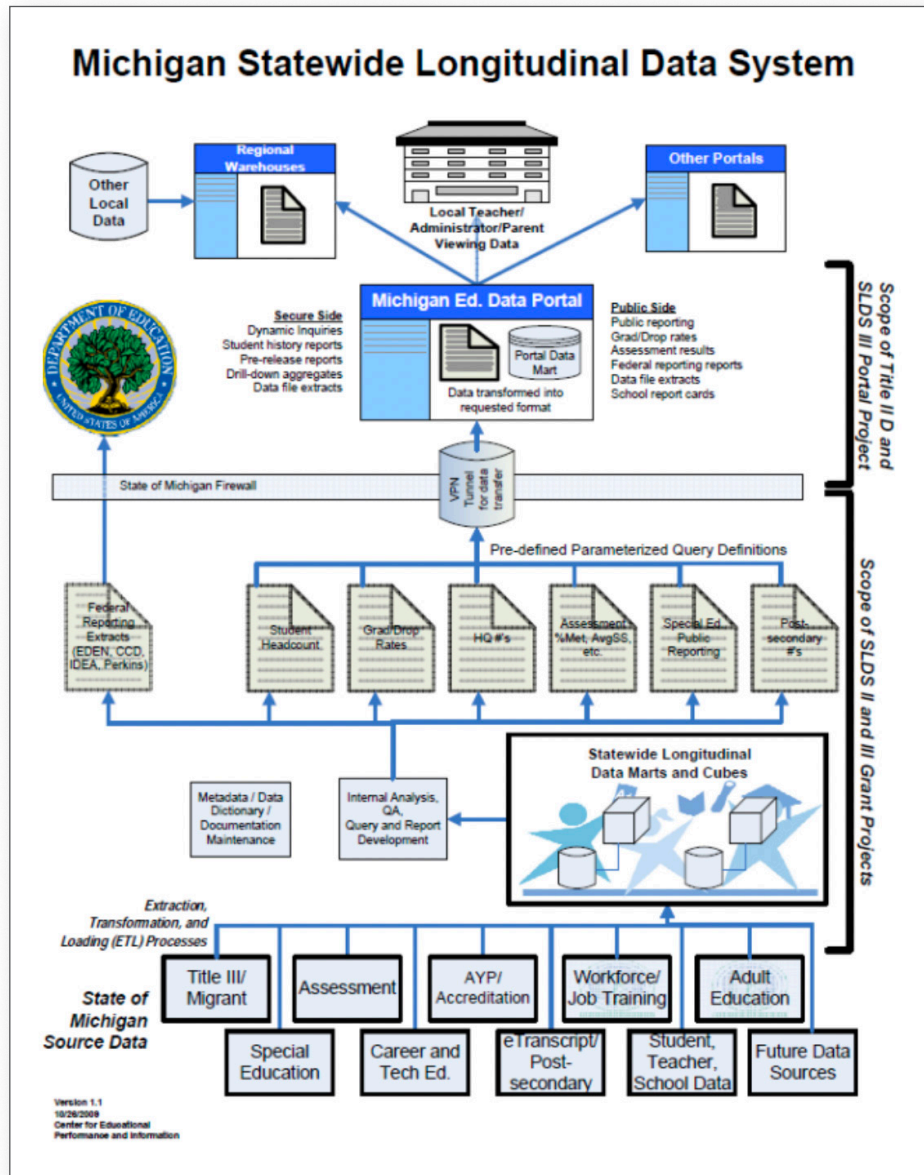 Michigan Statewide Longitudinal Data System
Other
Local
Data
Regional
Warehouses
Local Teacher/
Administrator/Parent
Viewing Data
Other Portals
DEPARTMENT OF EDUCATION
UNITED STATES OF AMERICA
Secure Side
Dynamic Inquiries
Student history reports
Pre-release reports
Drill-down aggregates
Data file extracts
Michigan Ed. Data Portal
Portal Data
Mart
Data transformed into
requested format
Public Side
Public reporting
Grad/Drop rates
Assessment results
Federal reporting reports
Data file extracts
School report cards
Scope of Title II D and
SLDS III Portal Project
State of Michigan Firewall
VPN
Tunnel
for data
transfer
Pre-defined Parameterized Query Definitions
Federal
Reporting
Extracts
(EDEN, CCD,
IDEA, Perkins)
Student
Headcount
Grad/Drop
Rates
HQ #'s
Assessment
%Met, AvgSS,
etc.
Special Ed.
Public
Reporting
Post-
secondary
#'s
Scope of SLDS II and III Grant Projects
Metadata / Data
Dictionary /
Documentation
Maintenance
Internal Analysis,
QA,
Query and Report
Development
Statewide Longitudinal
Data Marts and Cubes
Extraction,
Transformation, and
Loading (ETL) Processes
State of
Michigan
Source Data
Title III/
Migrant
Assessment
AYP/
Accreditation
Workforce/
Job Training
Adult
Education
Special
Education
Career and
Tech Ed.
eTranscript/
Post-
secondary
Student,
Teacher,
School Data
Future Data
Sources
Version 1.1
10/26/2009
Center for Educational
Performance and Information